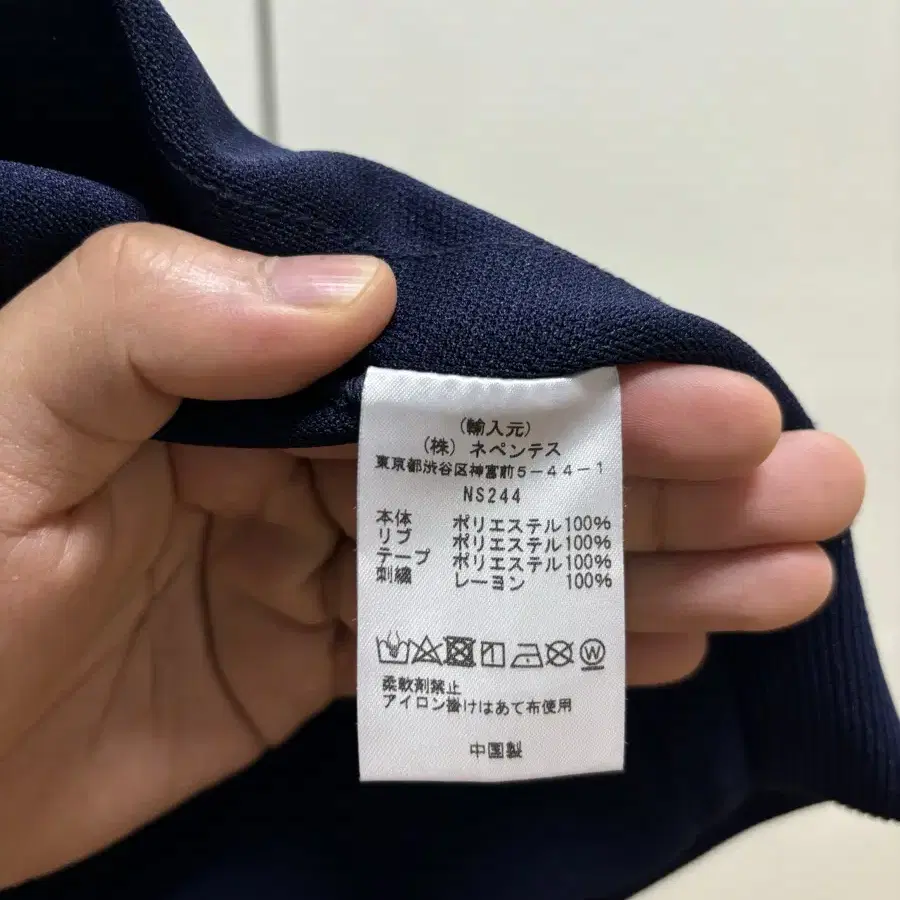 (輸入元)
(株) ネペンテス
東京都渋谷区神宮前5-44-1
NS244
本体 ポリエステル100%
リブ ポリエステル100%
テープ ポリエステル100%
刺繍 レーヨン 100%
W
柔軟剤禁止
アイロン掛けはあて布使用
中国製